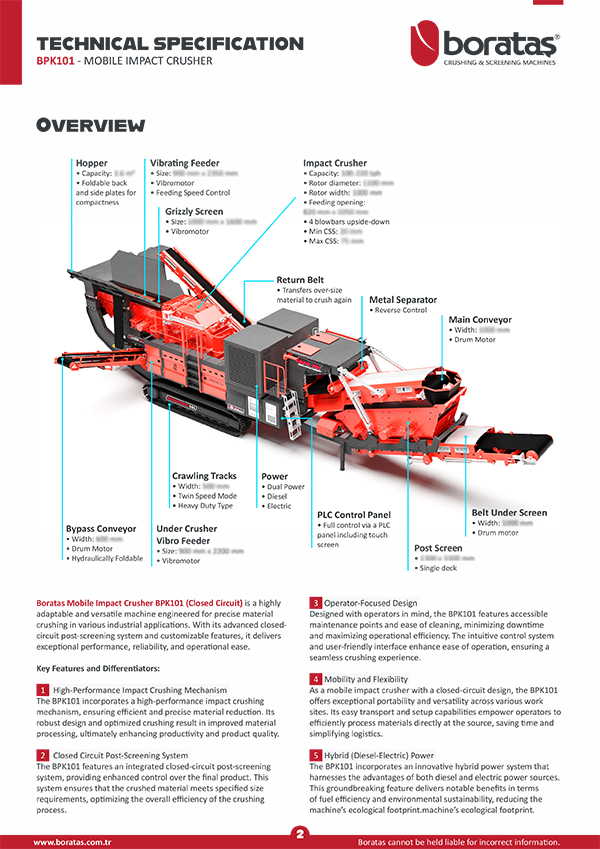 TECHNICAL SPECIFICATION
BPK101 - MOBILE IMPACT CRUSHER
borataş®
CRUSHING & SCREENING MACHINES
OVERVIEW
Hopper
• Capacity:
• Foldable back
and side plates for
compactness
Vibrating Feeder
• Size:
• Vibromotor
• Feeding Speed Control
Grizzly Screen
• Size:
• Vibromotor
Impact Crusher
• Capacity:
• Rotor diameter:
• Rotor width:
• Feeding opening:
• 4 blowbars upside-down
• Min CSS:
• Max CSS:
Return Belt
• Transfers over-size
material to crush again
Metal Separator
• Reverse Control
Main Conveyor
• Width:
• Drum Motor
Crawling Tracks
• Width:
• Twin Speed Mode
• Heavy Duty Type
Power
• Dual Power
• Diesel
• Electric
PLC Control Panel
• Full control via a PLC
panel including touch
screen
Belt Under Screen
• Width:
• Drum motor
Bypass Conveyor
• Width:
• Drum Motor
• Hydraulically Foldable
Under Crusher
Vibro Feeder
• Size:
• Vibromotor
Post Screen
•
• Single deck
Boratas Mobile Impact Crusher BPK101 (Closed Circuit) is a highly
adaptable and versatile machine engineered for precise material
crushing in various industrial applications. With its advanced closed-
circuit post-screening system and customizable features, it delivers
exceptional performance, reliability, and operational ease.
Key Features and Differentiators:
1 High-Performance Impact Crushing Mechanism
The BPK101 incorporates a high-performance impact crushing
mechanism, ensuring efficient and precise material reduction. Its
robust design and optimized crushing result in improved material
processing, ultimately enhancing productivity and product quality.
2 Closed Circuit Post-Screening System
The BPK101 features an integrated closed-circuit post-screening
system, providing enhanced control over the final product. This
system ensures that the crushed material meets specified size
requirements, optimizing the overall efficiency of the crushing
process.
3 Operator-Focused Design
Designed with operators in mind, the BPK101 features accessible
maintenance points and ease of cleaning, minimizing downtime
and maximizing operational efficiency. The intuitive control system
and user-friendly interface enhance ease of operation, ensuring a
seamless crushing experience.
4 Mobility and Flexibility
As a mobile impact crusher with a closed-circuit design, the BPK101
offers exceptional portability and versatility across various work
sites. Its easy transport and setup capabilities empower operators to
efficiently process materials directly at the source, saving time and
simplifying logistics.
5 Hybrid (Diesel-Electric) Power
The BPK101 incorporates an innovative hybrid power system that
harnesses the advantages of both diesel and electric power sources.
This groundbreaking feature delivers notable benefits in terms
of fuel efficiency and environmental sustainability, reducing the
machine's ecological footprint.machine's ecological footprint.
www.boratas.com.tr
2
Boratas cannot be held liable for incorrect information.